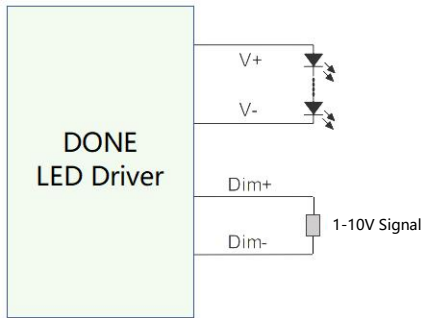 V+
V-
DONE
LED Driver
Dim+
1-10V Signal
Dim-